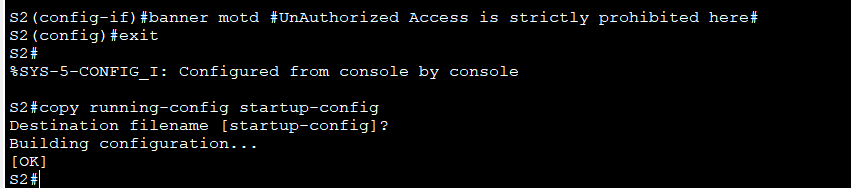 S2(config-if)#banner motd #UnAuthorized Access is strictly prohibited here#
S2(config)#exit
S2#
%SYS-5-CONFIG_I: Configured from console by console
S2#copy running-config startup-config
Destination filename [startup-config]?
Building configuration...
[OK]
S2#